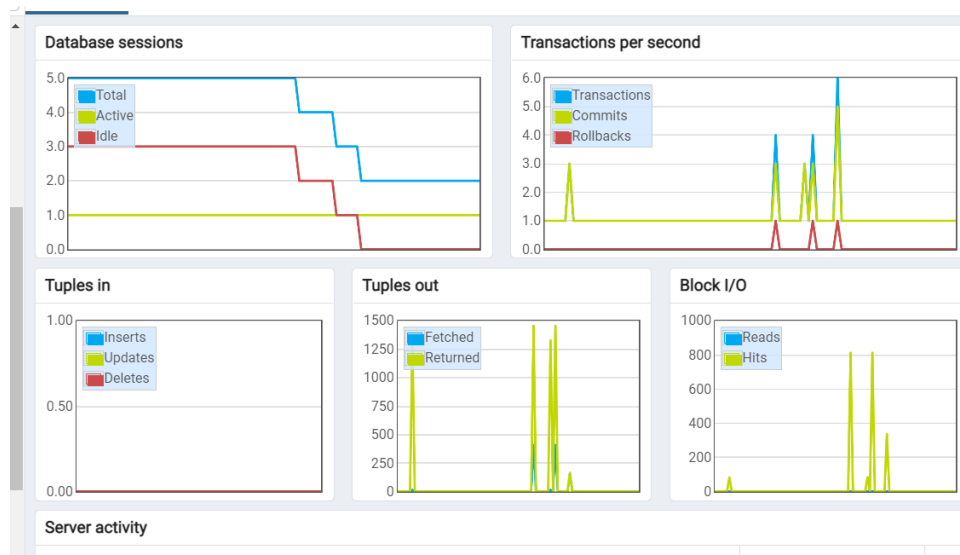 Database sessions
5.0
4.0
3.0
2.0
1.0
0.0
Total
Active
Idle
Transactions per second
6.0
5.0
4.0
3.0
2.0
1.0
0.0
Transactions
Commits
Rollbacks
Tuples in
1.00
0.50
0.00
Inserts
Updates
Deletes
Tuples out
1500
1250
1000
750
500
250
0
Fetched
Returned
Block I/O
1000
800
600
400
200
0
Reads
Hits
Server activity